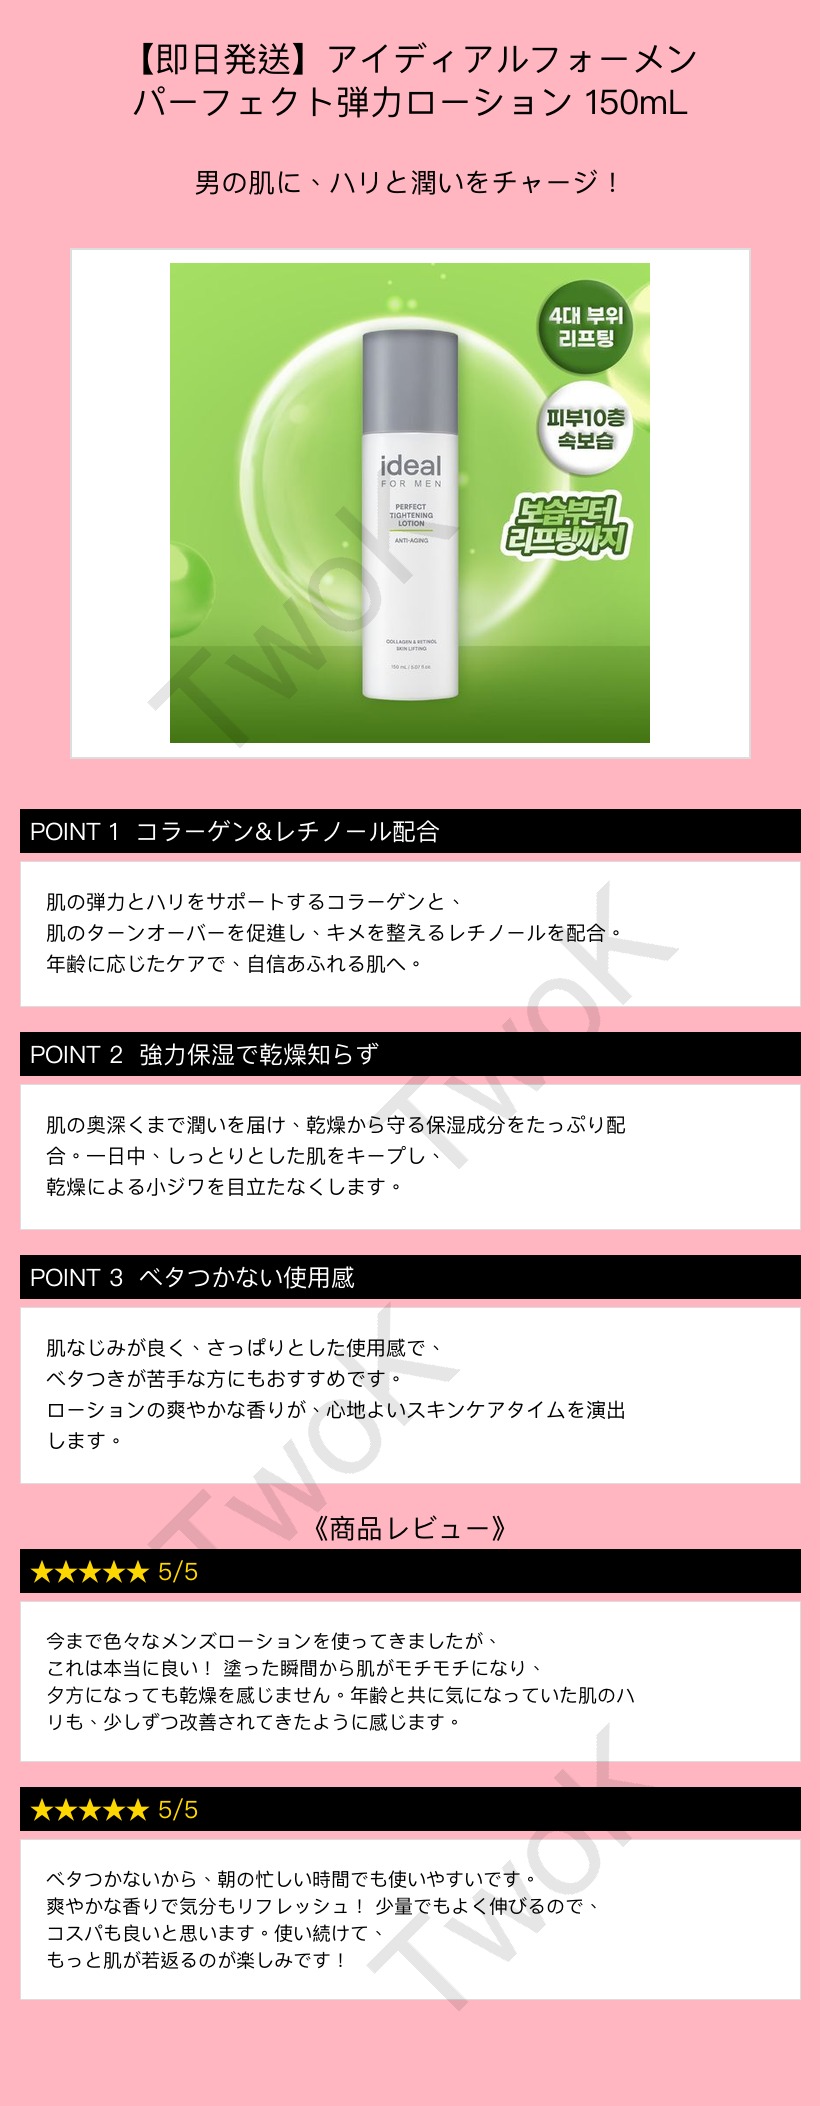 【即日発送】アイディアルフォーメン
パーフェクト弾力ローション 150mL
男の肌に、ハリと潤いをチャージ！
4대 부위
리프팅
피부10층
속보습
보습부터
리프팅까지
ideal
FOR MEN
PERFECT
TIGHTENING
LOTION
ANTI-AGING
COLLAGEN & RETINOL
SKIN LIFTING
150 mL / 5.07 fl.oz.
TwoK
POINT 1 コラーゲン&レチノール配合
肌の弾力とハリをサポートするコラーゲンと、
肌のターンオーバーを促進し、キメを整えるレチノールを配合。
年齢に応じたケアで、自信あふれる肌へ。
TwoK
POINT 2 強力保湿で乾燥知らず
肌の奥深くまで潤いを届け、乾燥から守る保湿成分をたっぷり配
合。一日中、しっとりとした肌をキープし、
乾燥による小ジワを目立たなくします。
POINT 3 ベタつかない使用感
肌なじみが良く、さっぱりとした使用感で、
ベタつきが苦手な方にもおすすめです。
ローションの爽やかな香りが、心地よいスキンケアタイムを演出
します。
TwoK
《商品レビュー》
★★★★★ 5/5
今まで色々なメンズローションを使ってきましたが、
これは本当に良い！ 塗った瞬間から肌がモチモチになり、
夕方になっても乾燥を感じません。年齢と共に気になっていた肌のハ
リも、少しずつ改善されてきたように感じます。
★★★★★ 5/5
ベタつかないから、朝の忙しい時間でも使いやすいです。
爽やかな香りで気分もリフレッシュ！ 少量でもよく伸びるので、
コスパも良いと思います。使い続けて、
もっと肌が若返るのが楽しみです！
TwoK